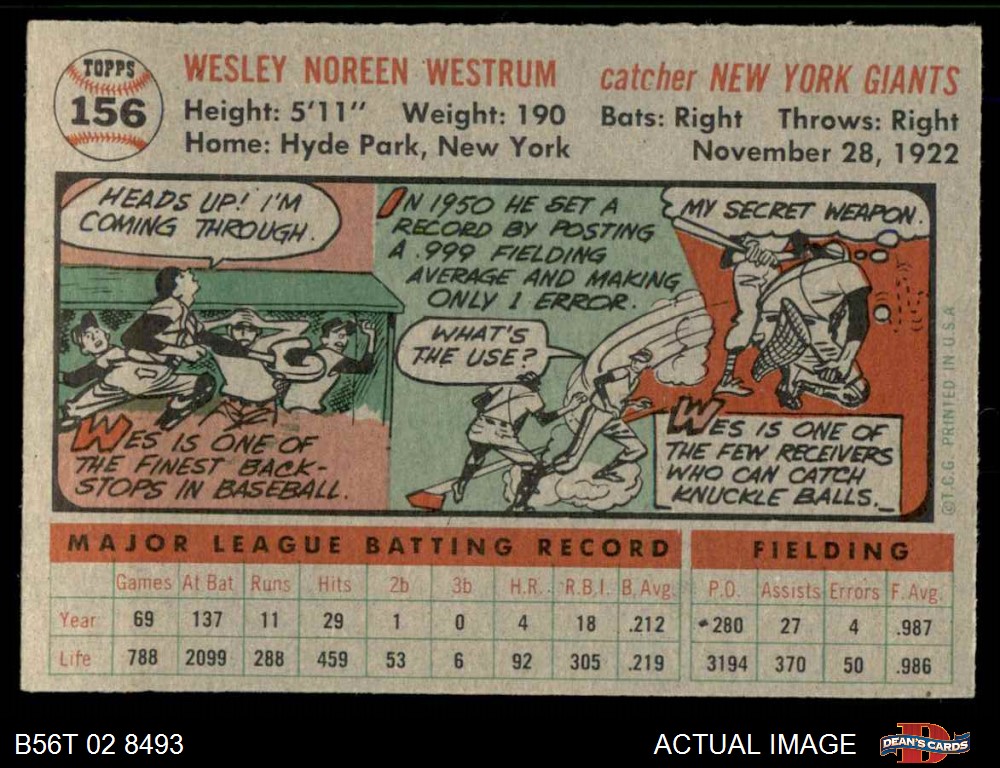 TOPPS
156
WESLEY NOREEN WESTRUM catcher NEW YORK GIANTS
Height: 5'11" Weight: 190 Bats: Right Throws: Right
Home: Hyde Park, New York November 28, 1922
HEADS UP! I'M
COMING THROUGH.
WES IS ONE OF
THE FINEST BACK-
STOPS IN BASEBALL.
IN 1950 HE SET A
RECORD BY POSTING
A .999 FIELDING
AVERAGE AND MAKING
ONLY 1 ERROR.
WHAT'S
THE USE?
MY SECRET WEAPON.
WES IS ONE OF
THE FEW RECEIVERS
WHO CAN CATCH
KNUCKLE BALLS.
©T.C.G. PRINTED IN U.S.A
MAJOR LEAGUE BATTING RECORD FIELDING
Games At Bat Runs Hits 2b 3b H.R. R.B.I. B. Avg. P.O. Assists Errors F. Avg.
Year 69 137 11 29 1 0 4 18 .212 280 27 4 .987
Life 788 2099 288 459 53 6 92 305 .219 3194 370 50 .986
B56T 02 8493 ACTUAL IMAGE DEAN'S CARDS